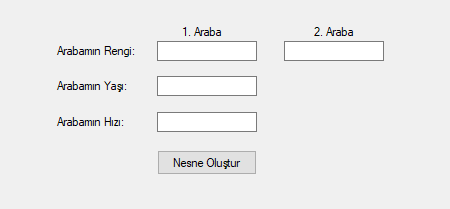 1. Araba 2. Araba
Arabamın Rengi:
Arabamın Yaşı:
Arabamın Hızı:
Nesne Oluştur